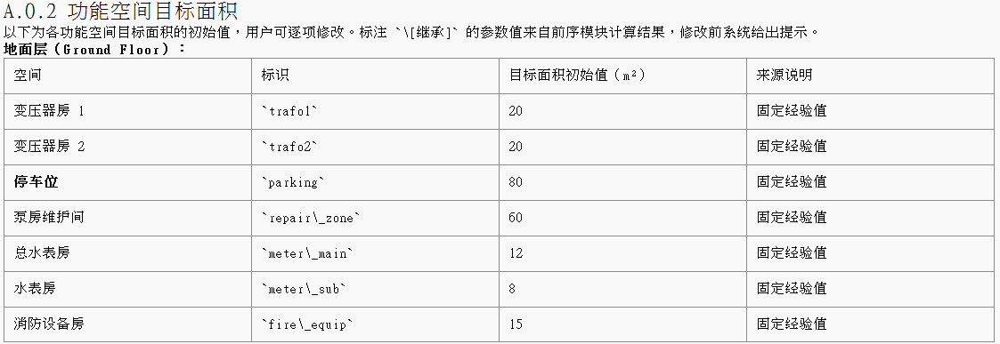 A.0.2 功能空间目标面积
以下为各功能空间目标面积的初始值，用户可逐项修改。标注 `\[继承]` 的参数值来自前序模块计算结果，修改前系统给出提示。
地面层（Ground Floor）：
空间 标识 目标面积初始值（m²） 来源说明
变压器房 1 `trafo1` 20 固定经验值
变压器房 2 `trafo2` 20 固定经验值
停车位 `parking` 80 固定经验值
泵房维护间 `repair\_zone` 60 固定经验值
总水表房 `meter\_main` 12 固定经验值
水表房 `meter\_sub` 8 固定经验值
消防设备房 `fire\_equip` 15 固定经验值